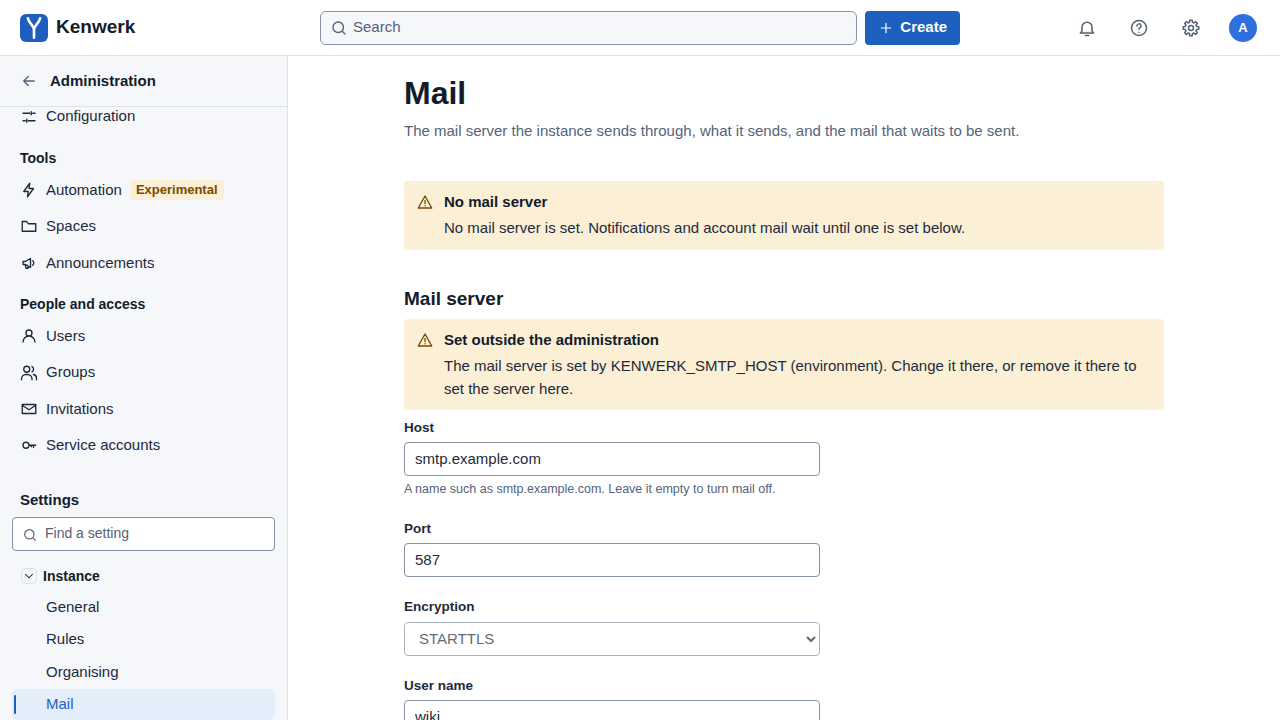 Kenwerk
Search
Create
A
Administration
Configuration
Tools
Automation Experimental
Spaces
Announcements
People and access
Users
Groups
Invitations
Service accounts
Settings
Find a setting
Instance
General
Rules
Organising
Mail
Mail
The mail server the instance sends through, what it sends, and the mail that waits to be sent.
No mail server
No mail server is set. Notifications and account mail wait until one is set below.
Mail server
Set outside the administration
The mail server is set by KENWERK_SMTP_HOST (environment). Change it there, or remove it there to
set the server here.
Host
smtp.example.com
A name such as smtp.example.com. Leave it empty to turn mail off.
Port
587
Encryption
STARTTLS
User name
wiki